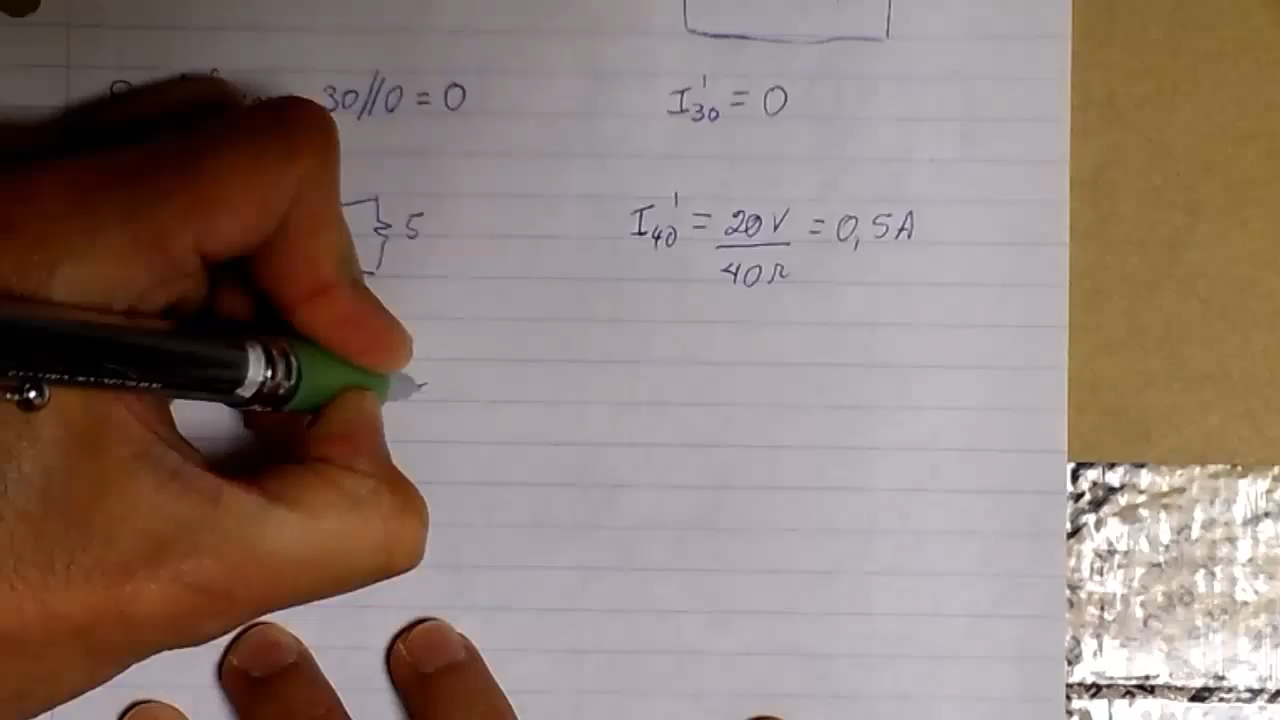 30//0 = 0
I'30 = 0
5
I'40 = 20V/40Ω = 0,5A